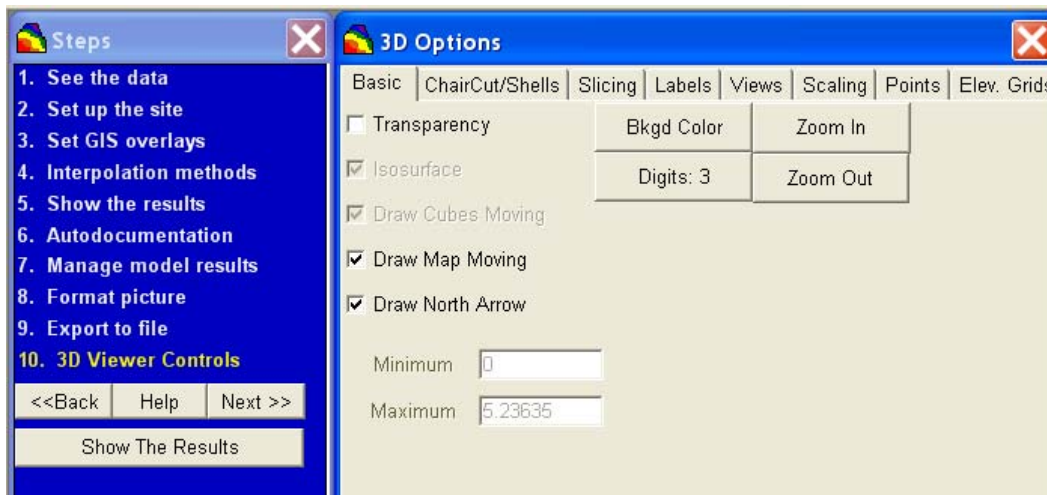 Steps
1. See the data
2. Set up the site
3. Set GIS overlays
4. Interpolation methods
5. Show the results
6. Autodocumentation
7. Manage model results
8. Format picture
9. Export to file
10. 3D Viewer Controls
<<Back Help Next >>
Show The Results
3D Options
Basic ChairCut/Shells Slicing Labels Views Scaling Points Elev. Grids
Transparency Bkgd Color Zoom In
Isosurface Digits: 3 Zoom Out
Draw Cubes Moving
Draw Map Moving
Draw North Arrow
Minimum 0
Maximum 5.23635